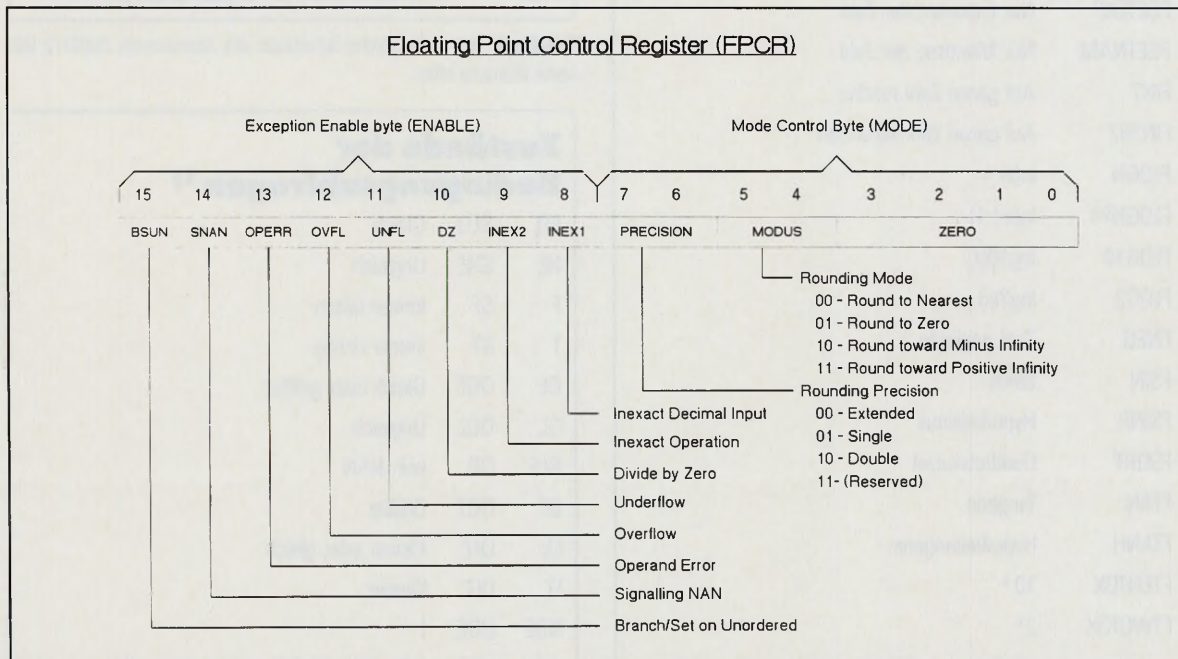 Floating Point Control Register (FPCR)
Exception Enable byte (ENABLE)
Mode Control Byte (MODE)
15 14 13 12 11 10 9 8 7 6 5 4 3 2 1 0
BSUN SNAN OPERR OVFL UNFL DZ INEX2 INEX1 PRECISION MODUS ZERO
Rounding Mode
00 - Round to Nearest
01 - Round to Zero
10 - Round toward Minus Infinity
11 - Round toward Positive Infinity
Rounding Precision
00 - Extended
01 - Single
10 - Double
11- (Reserved)
Inexact Decimal Input
Inexact Operation
Divide by Zero
Underflow
Overflow
Operand Error
Signalling NAN
Branch/Set on Unordered